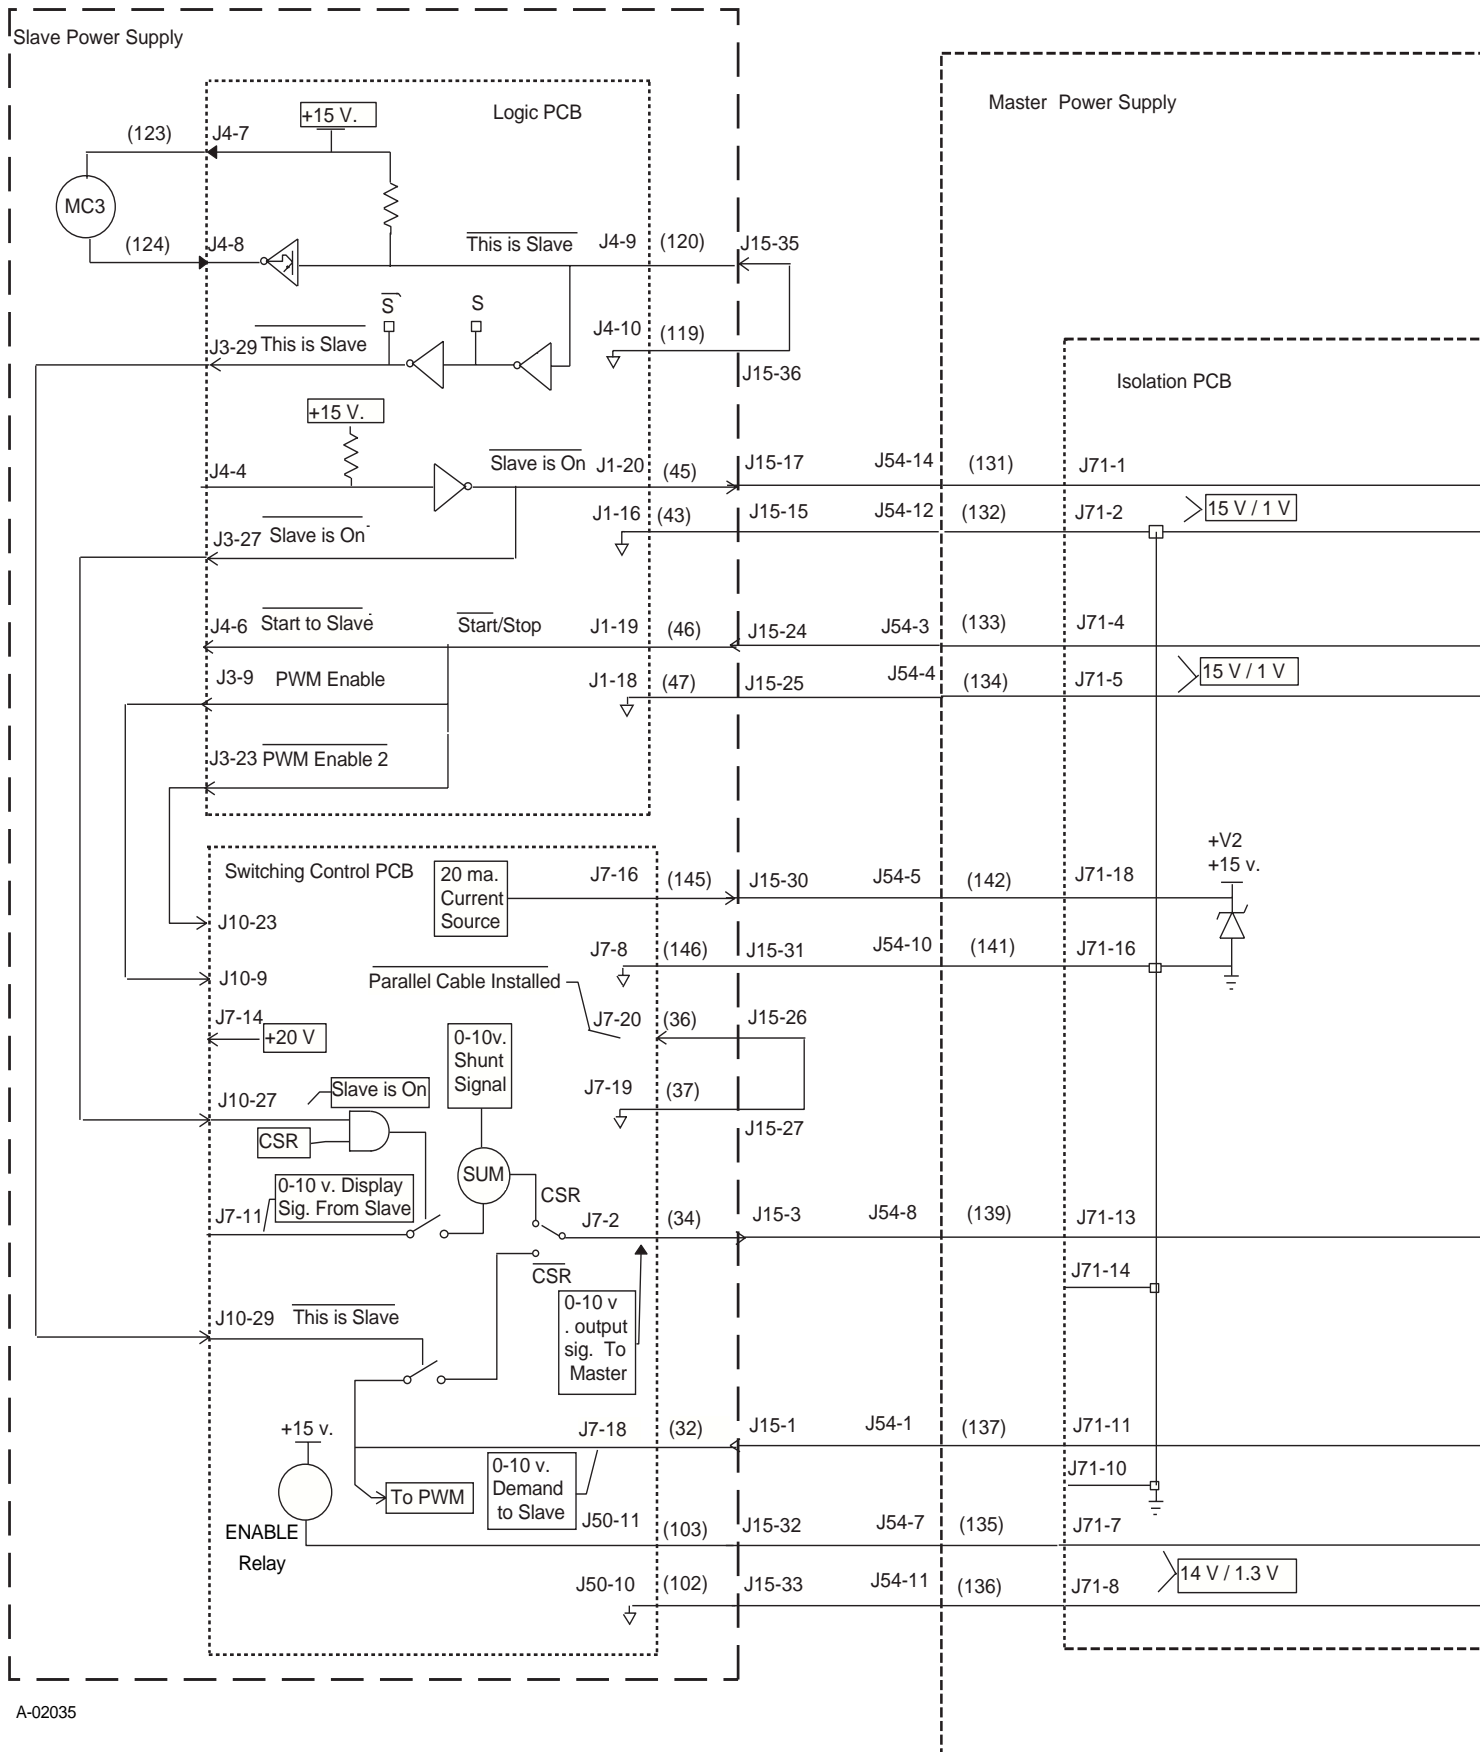 Slave Power Supply
Master Power Supply
Logic PCB
+15 V.
(123)
J4-7
MC3
(124)
J4-8
This is Slave
J4-9
(120)
J15-35
S
S
J4-10
(119)
J3-29
This is Slave
J15-36
Isolation PCB
+15 V.
J4-4
Slave is On
J1-20
(45)
J15-17
J54-14
(131)
J71-1
J1-16
(43)
J15-15
J54-12
(132)
J71-2
15 V / 1 V
J3-27
Slave is On
J4-6
Start to Slave
Start/Stop
J1-19
(46)
J15-24
J54-3
(133)
J71-4
J3-9
PWM Enable
J1-18
(47)
J15-25
J54-4
(134)
J71-5
15 V / 1 V
J3-23
PWM Enable 2
+V2
+15 v.
Switching Control PCB
20 ma.
Current
Source
J7-16
(145)
J15-30
J54-5
(142)
J71-18
J10-23
J7-8
(146)
J15-31
J54-10
(141)
J71-16
J10-9
Parallel Cable Installed
J7-14
+20 V
0-10v.
Shunt
Signal
J7-20
(36)
J15-26
J10-27
Slave is On
J7-19
(37)
J15-27
CSR
SUM
0-10 v. Display
Sig. From Slave
CSR
J7-11
J7-2
(34)
J15-3
J54-8
(139)
J71-13
CSR
J71-14
0-10 v
. output
sig. To
Master
J10-29
This is Slave
+15 v.
J7-18
(32)
J15-1
J54-1
(137)
J71-11
0-10 v.
Demand
to Slave
J71-10
To PWM
ENABLE
Relay
J50-11
(103)
J15-32
J54-7
(135)
J71-7
14 V / 1.3 V
J50-10
(102)
J15-33
J54-11
(136)
J71-8
A-02035